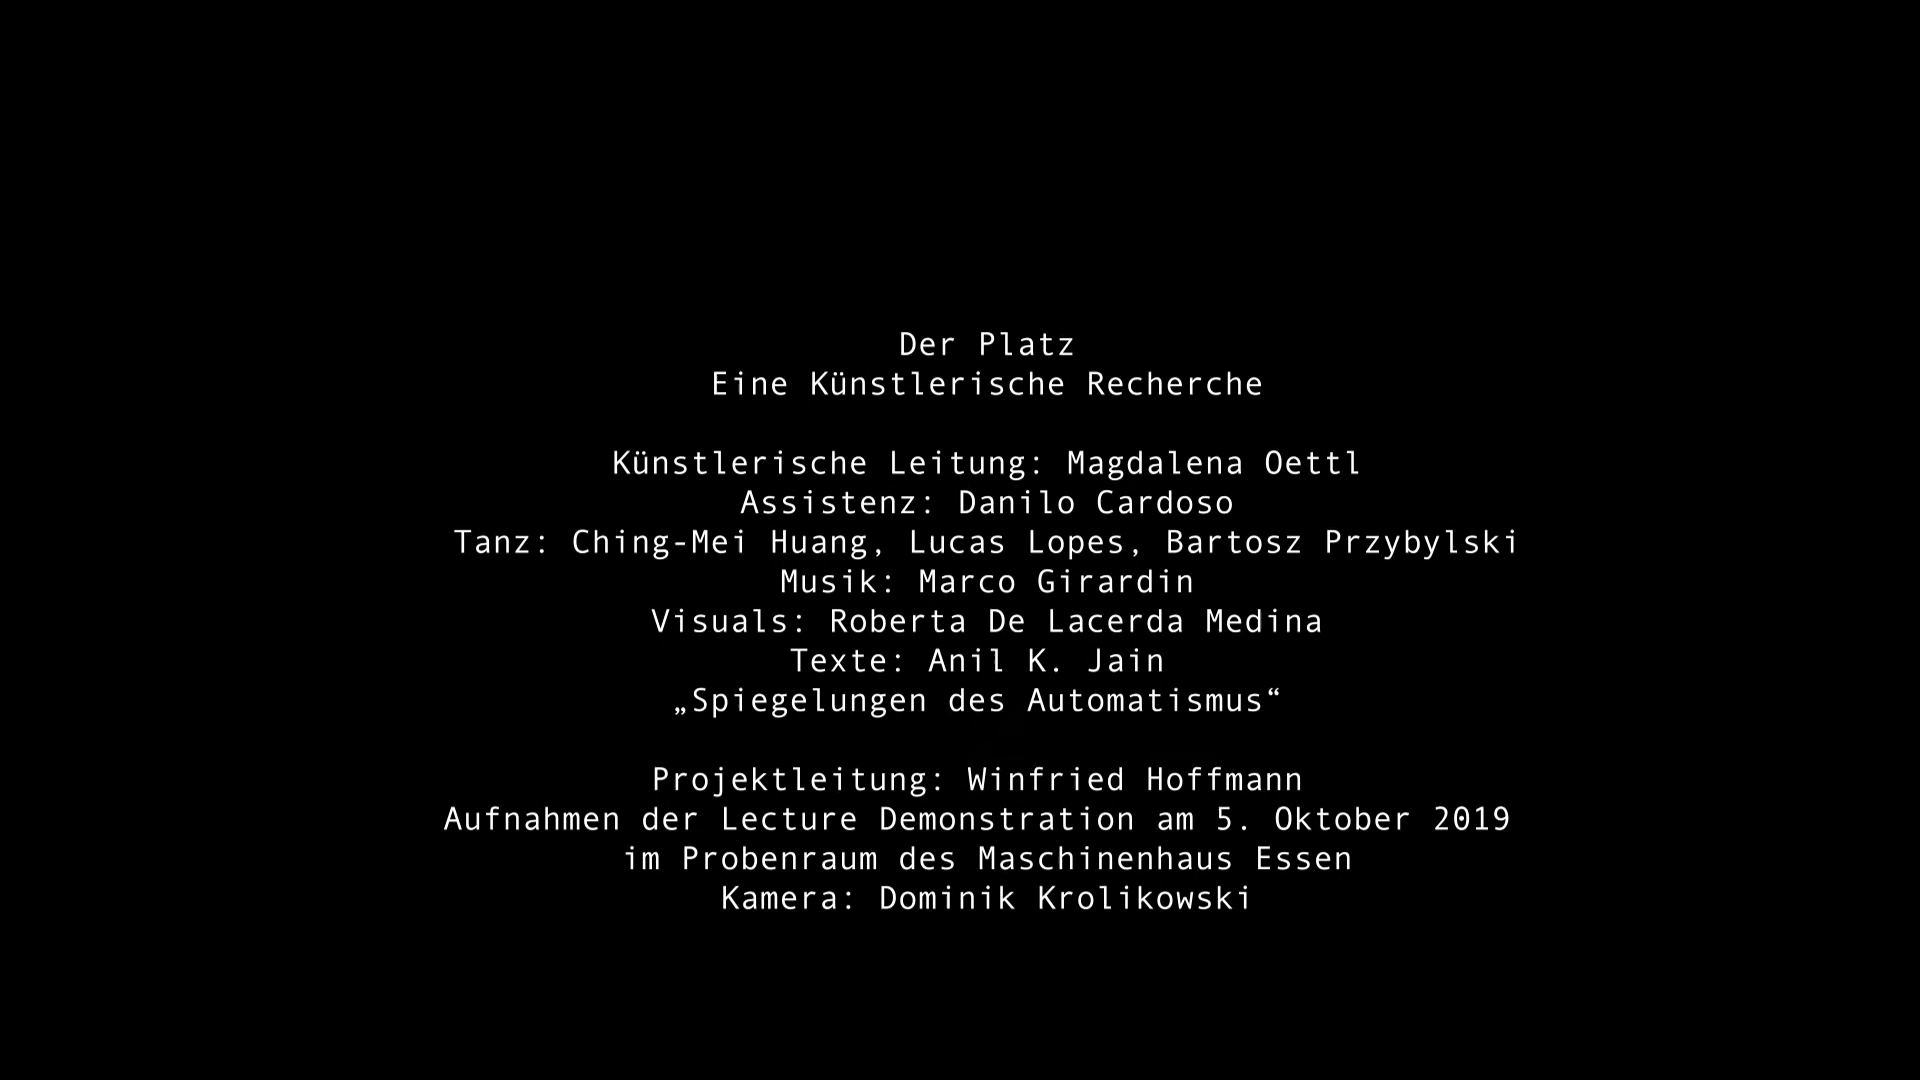 Der Platz
Eine Künstlerische Recherche
Künstlerische Leitung: Magdalena Oettl
Assistenz: Danilo Cardoso
Tanz: Ching-Mei Huang, Lucas Lopes, Bartosz Przybylski
Musik: Marco Girardin
Visuals: Roberta De Lacerda Medina
Texte: Anil K. Jain
„Spiegelungen des Automatismus“
Projektleitung: Winfried Hoffmann
Aufnahmen der Lecture Demonstration am 5. Oktober 2019
im Probenraum des Maschinenhaus Essen
Kamera: Dominik Krolikowski